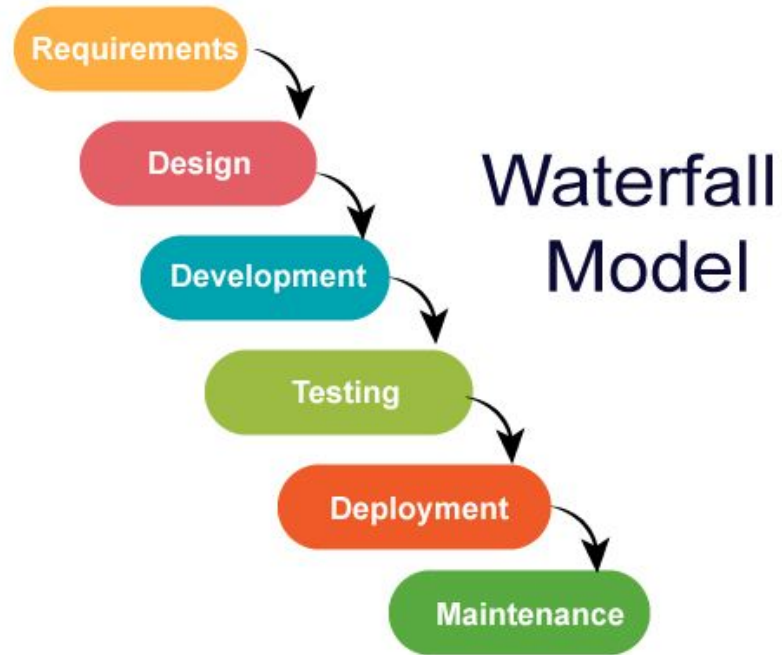 Requirements
Design
Waterfall
Model
Development
Testing
Deployment
Maintenance